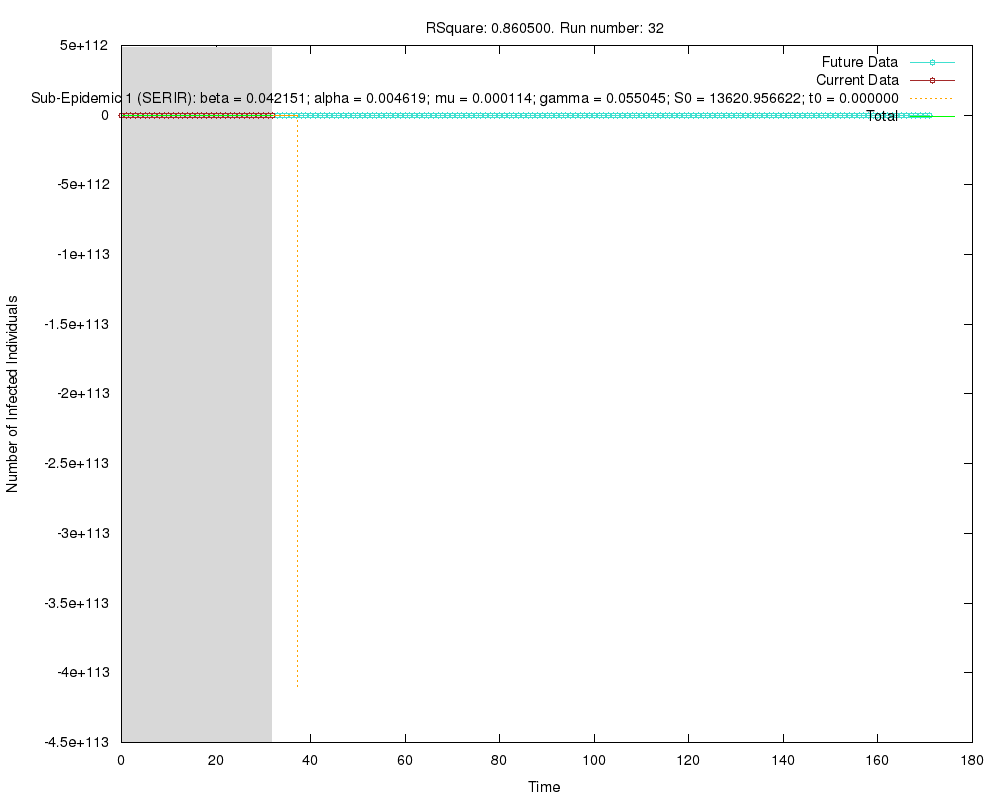 RSquare: 0.860500. Run number: 32
5e+112
Future Data
Current Data
Sub-Epidemic 1 (SERIR): beta = 0.042151; alpha = 0.004619; mu = 0.000114; gamma = 0.055045; S0 = 13620.956622; t0 = 0.000000
0
Total
-5e+112
-1e+113
-1.5e+113
-2e+113
-2.5e+113
-3e+113
-3.5e+113
-4e+113
-4.5e+113
Number of Infected Individuals
0 20 40 60 80 100 120 140 160 180
Time